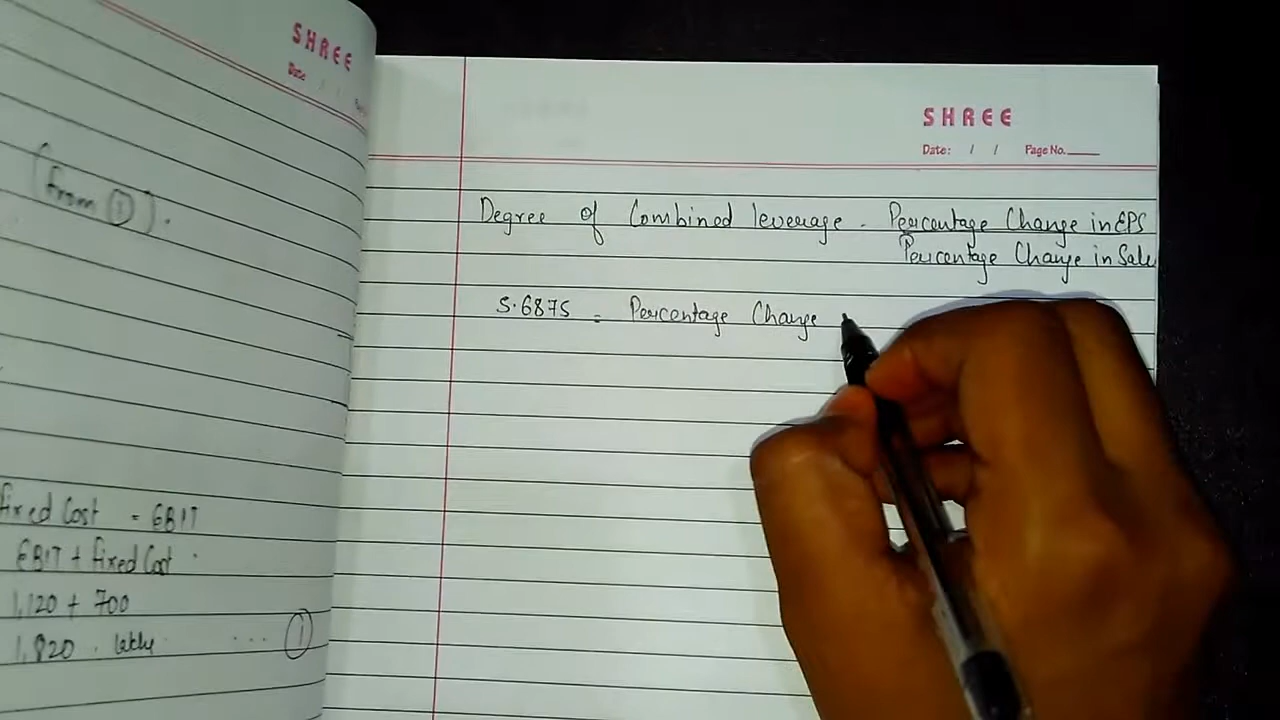 SHREE
Date / /
(from ①).
fixed Cost = EBIT
EBIT + fixed Cost
1,120 + 700
1,820 . lakhs .... ①
SHREE
Date: / / Page No.
Degree of Combined leverage = Percentage Change in EPS
Percentage Change in Sale
5.6875 = Percentage Change